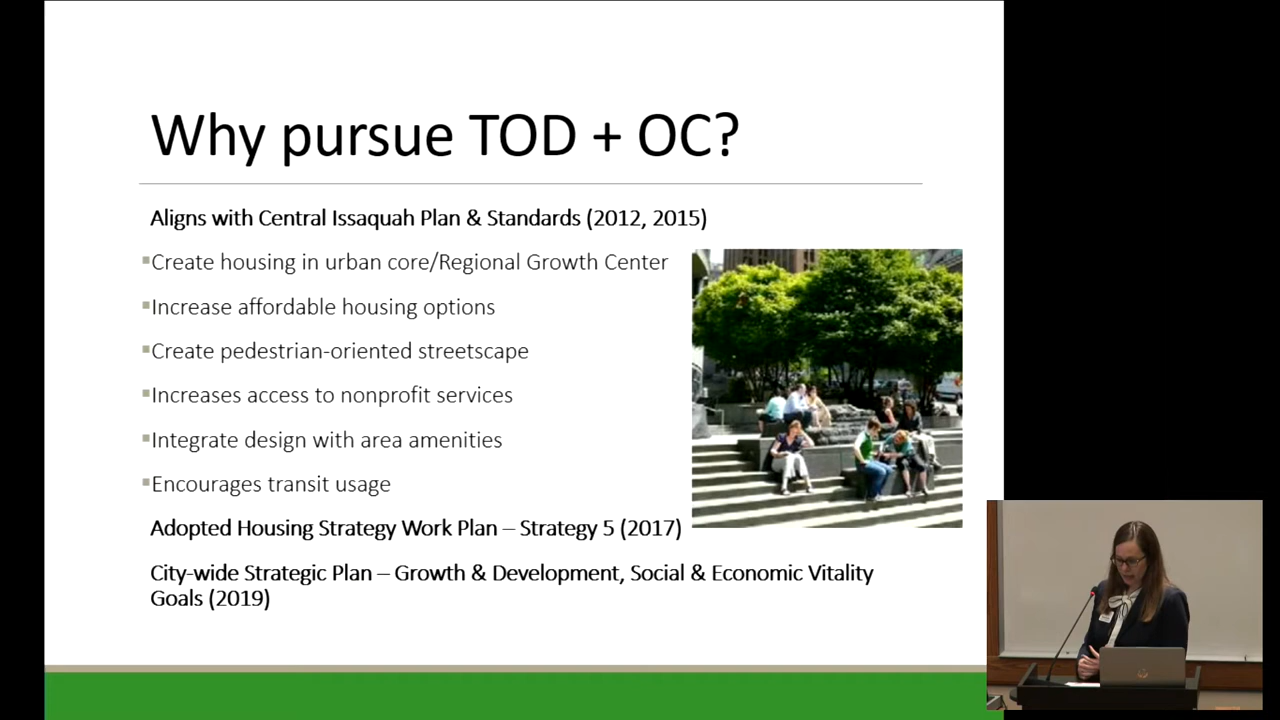 Why pursue TOD + OC?
Aligns with Central Issaquah Plan & Standards (2012, 2015)
▪Create housing in urban core/Regional Growth Center
▪Increase affordable housing options
▪Create pedestrian-oriented streetscape
▪Increases access to nonprofit services
▪Integrate design with area amenities
▪Encourages transit usage
Adopted Housing Strategy Work Plan – Strategy 5 (2017)
City-wide Strategic Plan – Growth & Development, Social & Economic Vitality
Goals (2019)